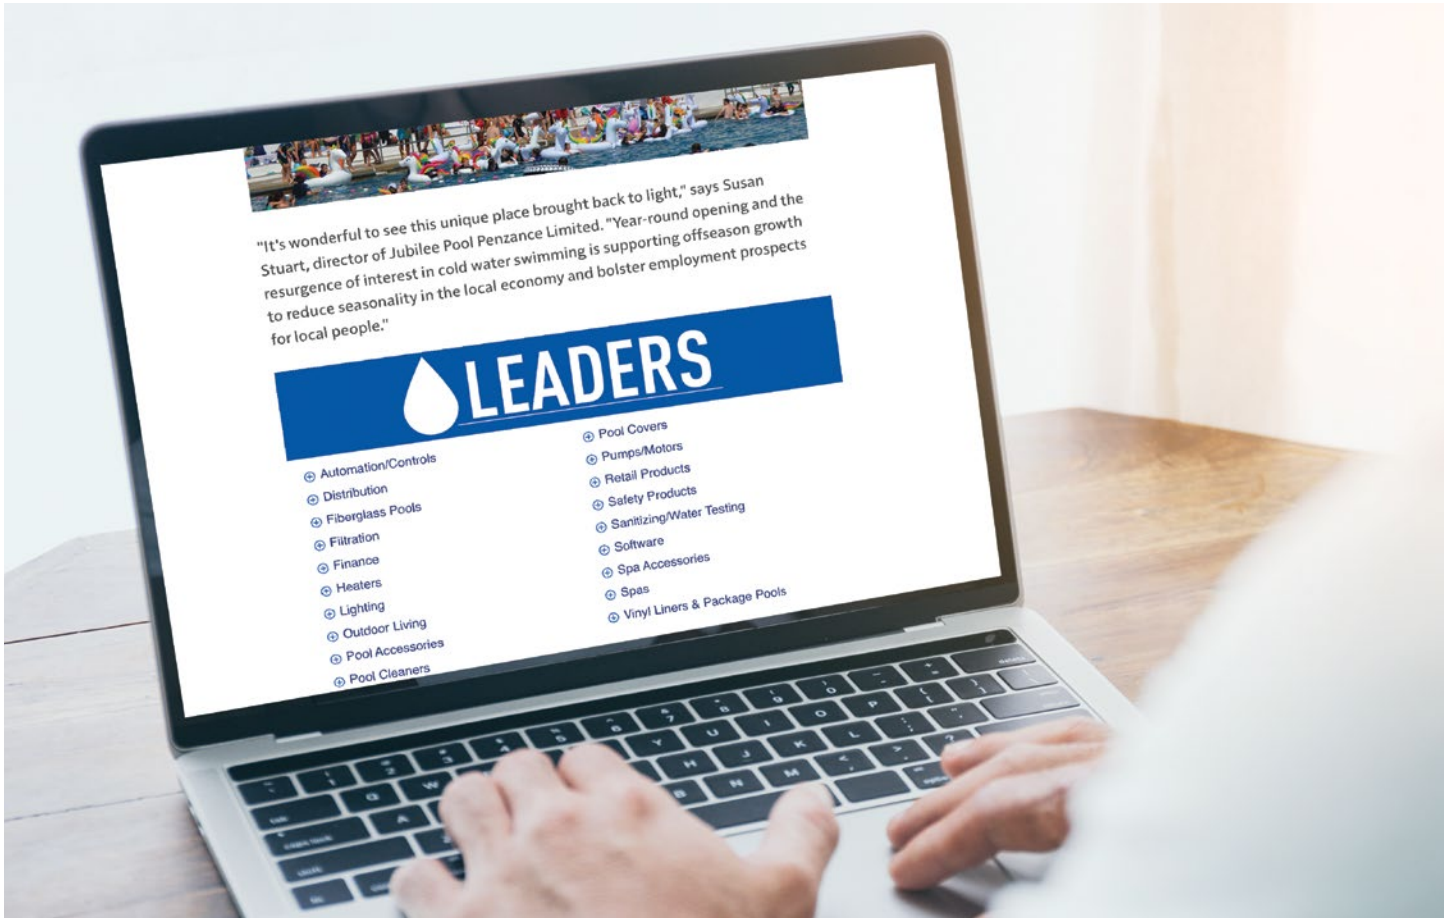 "It's wonderful to see this unique place brought back to light," says Susan
Stuart, director of Jubilee Pool Penzance Limited. "Year-round opening and the
resurgence of interest in cold water swimming is supporting offseason growth
to reduce seasonality in the local economy and bolster employment prospects
for local people."
LEADERS
Automation/Controls
Distribution
Fiberglass Pools
Filtration
Finance
Heaters
Lighting
Outdoor Living
Pool Accessories
Pool Cleaners
Pool Covers
Pumps/Motors
Retail Products
Safety Products
Sanitizing/Water Testing
Software
Spa Accessories
Spas
Vinyl Liners & Package Pools